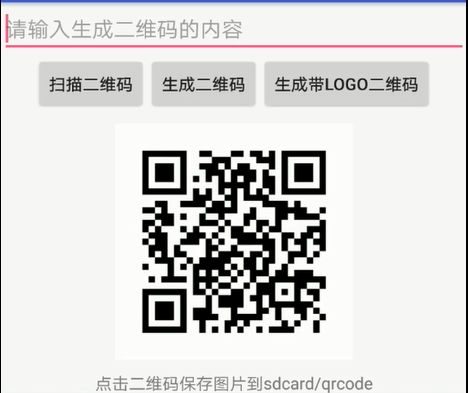 请输入生成二维码的内容
扫描二维码 生成二维码 生成带LOGO二维码
点击二维码保存图片到sdcard/qrcode